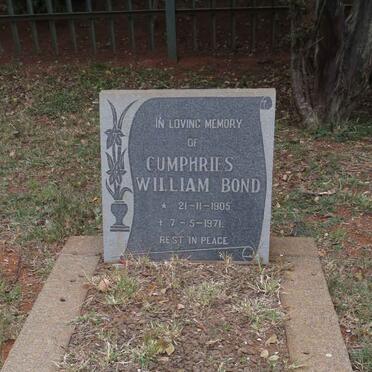 IN LOVING MEMORY
OF
CUMPHRIES
WILLIAM BOND
* 21-11-1905
† 7-5-1971.
REST IN PEACE